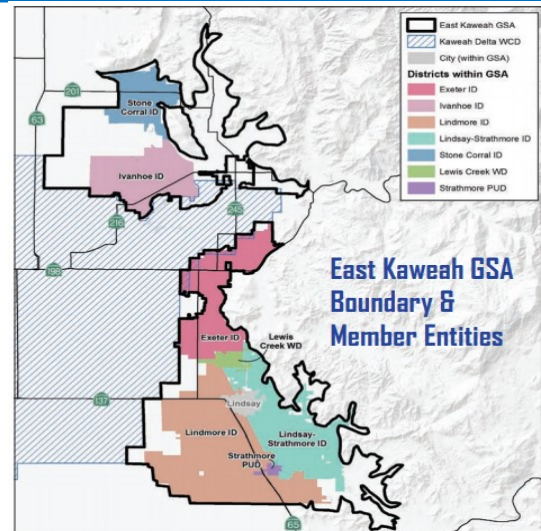 East Kaweah GSA
Kaweah Delta WCD
City (within GSA)
Districts within GSA
Exeter ID
Ivanhoe ID
Lindmore ID
Lindsay-Strathmore ID
Stone Corral ID
Lewis Creek WD
Strathmore PUD
201
63
Stone
Corral ID
Ivanhoe ID
216
245
198
East Kaweah GSA
Boundary &
Member Entities
Exeter ID
Lewis
Creek WD
137
Lindsay
Lindmore ID
Lindsay-
Strathmore ID
Strathmore
PUD
65